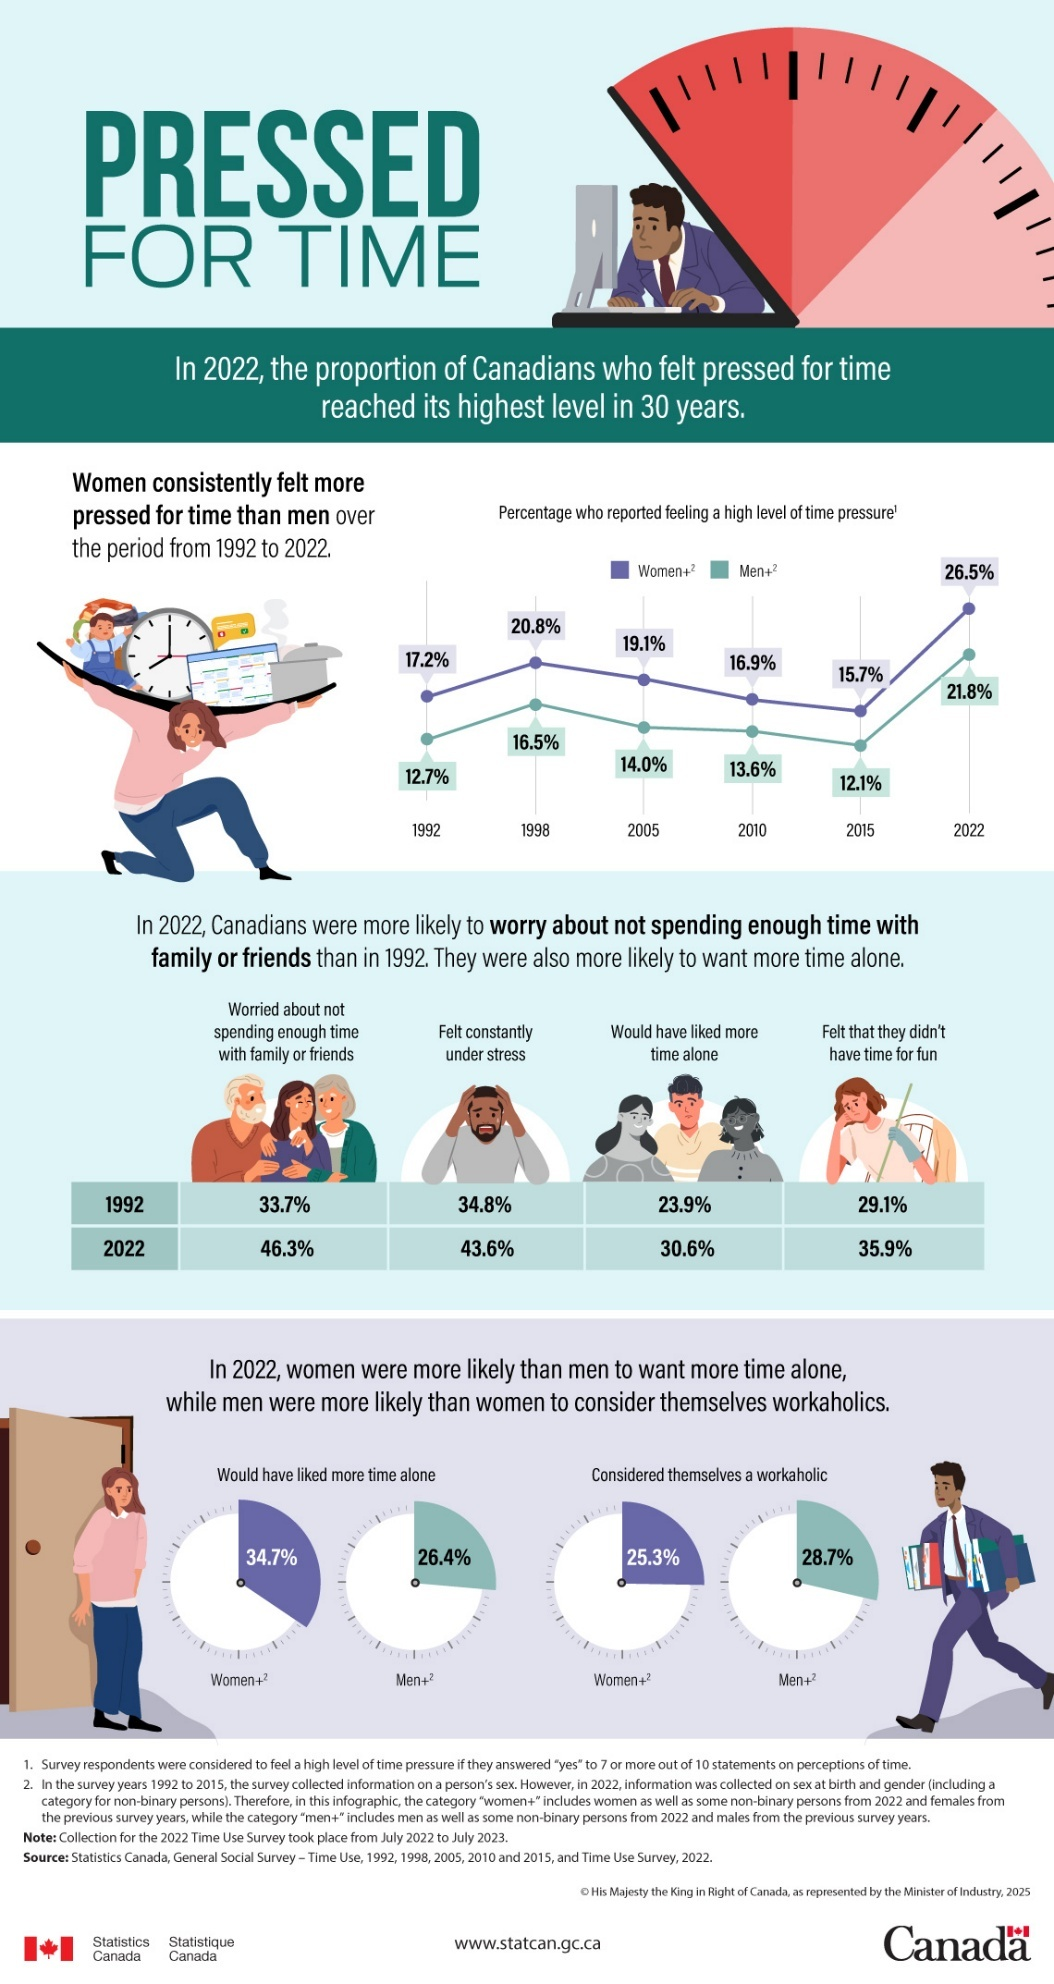 PRESSED
FOR TIME
In 2022, the proportion of Canadians who felt pressed for time
reached its highest level in 30 years.
Women consistently felt more
pressed for time than men over
the period from 1992 to 2022.
Percentage who reported feeling a high level of time pressure¹
Women+² Men+²
17.2% 20.8% 19.1% 16.9% 15.7% 26.5%
12.7% 16.5% 14.0% 13.6% 12.1% 21.8%
1992 1998 2005 2010 2015 2022
In 2022, Canadians were more likely to worry about not spending enough time with
family or friends than in 1992. They were also more likely to want more time alone.
Worried about not
spending enough time
with family or friends
Felt constantly
under stress
Would have liked more
time alone
Felt that they didn't
have time for fun
1992 33.7% 34.8% 23.9% 29.1%
2022 46.3% 43.6% 30.6% 35.9%
In 2022, women were more likely than men to want more time alone,
while men were more likely than women to consider themselves workaholics.
Would have liked more time alone
34.7% 26.4%
Women+² Men+²
Considered themselves a workaholic
25.3% 28.7%
Women+² Men+²
1. Survey respondents were considered to feel a high level of time pressure if they answered “yes” to 7 or more out of 10 statements on perceptions of time.
2. In the survey years 1992 to 2015, the survey collected information on a person's sex. However, in 2022, information was collected on sex at birth and gender (including a
category for non-binary persons). Therefore, in this infographic, the category “women+” includes women as well as some non-binary persons from 2022 and females from
the previous survey years, while the category “men+” includes men as well as some non-binary persons from 2022 and males from the previous survey years.
Note: Collection for the 2022 Time Use Survey took place from July 2022 to July 2023.
Source: Statistics Canada, General Social Survey – Time Use, 1992, 1998, 2005, 2010 and 2015, and Time Use Survey, 2022.
© His Majesty the King in Right of Canada, as represented by the Minister of Industry, 2025
Statistics Statistique
Canada Canada
www.statcan.gc.ca
Canada